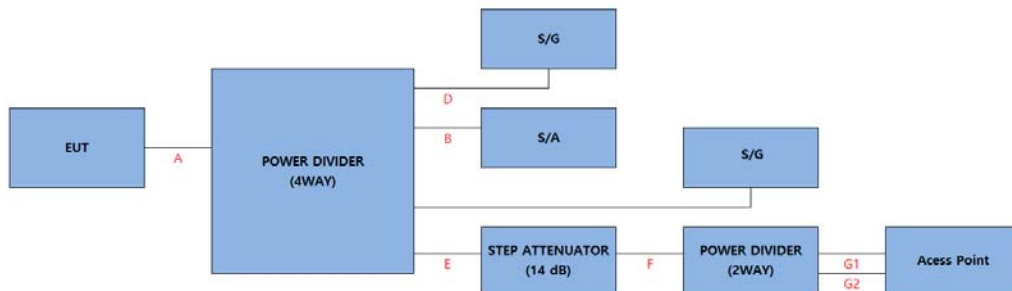 S/G
D
EUT
A
POWER DIVIDER
(4WAY)
B
S/A
S/G
E
STEP ATTENUATOR
(14 dB)
F
POWER DIVIDER
(2WAY)
G1
G2
Acess Point